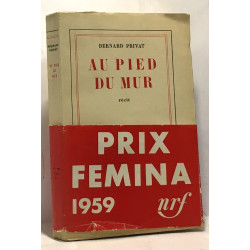 BERNARD PRIVAT
AU PIED
DU MUR
PRIX
FEMINA
1959 nrf